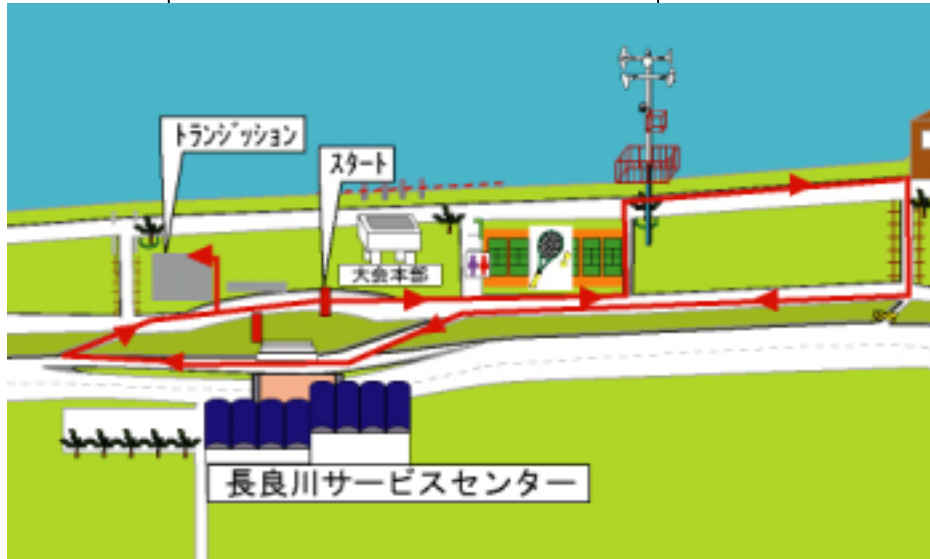 トランジッション
スタート
大会本部
長良川サービスセンター